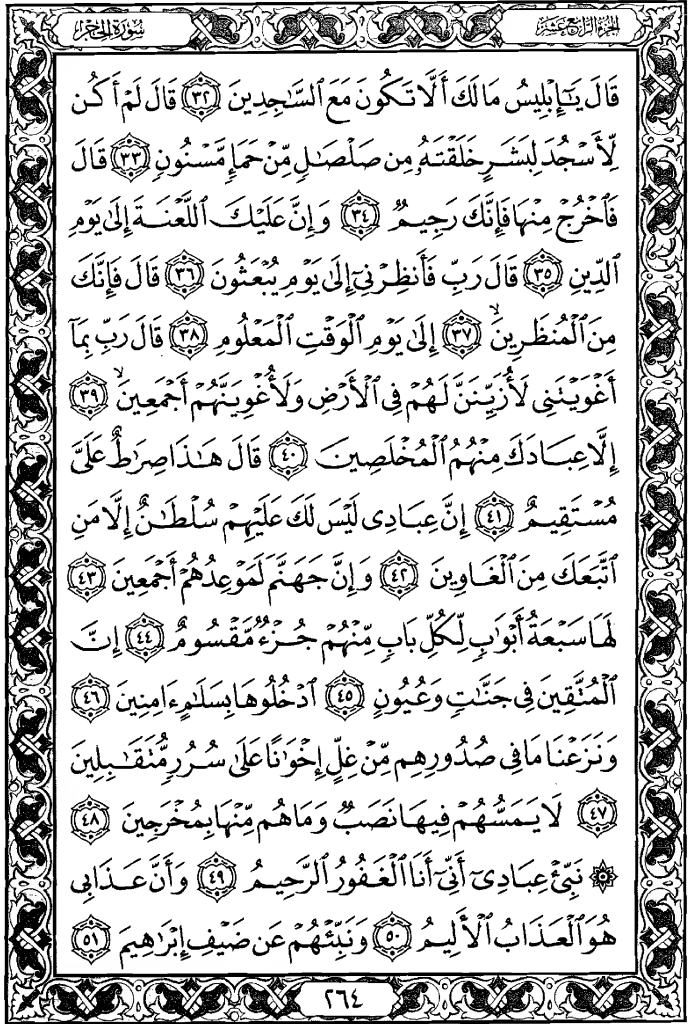 سُورَةُ الحِجر
الجزء الرابع عشر
قَالَ يَٰٓإِبْلِيسُ مَا لَكَ أَلَّا تَكُونَ مَعَ ٱلسَّٰجِدِينَ ٣٢ قَالَ لَمْ أَكُن
لِّأَسْجُدَ لِبَشَرٍ خَلَقْتَهُۥ مِن صَلْصَٰلٍ مِّنْ حَمَإٍ مَّسْنُونٍ ٣٣ قَالَ
فَٱخْرُجْ مِنْهَا فَإِنَّكَ رَجِيمٌ ٣٤ وَإِنَّ عَلَيْكَ ٱللَّعْنَةَ إِلَىٰ يَوْمِ
ٱلدِّينِ ٣٥ قَالَ رَبِّ فَأَنظِرْنِىٓ إِلَىٰ يَوْمِ يُبْعَثُونَ ٣٦ قَالَ فَإِنَّكَ
مِنَ ٱلْمُنظَرِينَ ۙ ٣٧ إِلَىٰ يَوْمِ ٱلْوَقْتِ ٱلْمَعْلُومِ ٣٨ قَالَ رَبِّ بِمَآ
أَغْوَيْتَنِى لَأُزَيِّنَنَّ لَهُمْ فِى ٱلْأَرْضِ وَلَأُغْوِيَنَّهُمْ أَجْمَعِينَ ۙ ٣٩
إِلَّا عِبَادَكَ مِنْهُمُ ٱلْمُخْلَصِينَ ٤٠ قَالَ هَٰذَا صِرَٰطٌ عَلَىَّ
مُسْتَقِيمٌ ٤١ إِنَّ عِبَادِى لَيْسَ لَكَ عَلَيْهِمْ سُلْطَٰنٌ إِلَّا مَنِ
ٱتَّبَعَكَ مِنَ ٱلْغَاوِينَ ٤٢ وَإِنَّ جَهَنَّمَ لَمَوْعِدُهُمْ أَجْمَعِينَ ٤٣
لَهَا سَبْعَةُ أَبْوَٰبٍ لِّكُلِّ بَابٍ مِّنْهُمْ جُزْءٌ مَّقْسُومٌ ٤٤ إِنَّ
ٱلْمُتَّقِينَ فِى جَنَّٰتٍ وَعُيُونٍ ٤٥ ٱدْخُلُوهَا بِسَلَٰمٍ ءَامِنِينَ ٤٦
وَنَزَعْنَا مَا فِى صُدُورِهِم مِّنْ غِلٍّ إِخْوَٰنًا عَلَىٰ سُرُرٍ مُّتَقَٰبِلِينَ
٤٧ لَا يَمَسُّهُمْ فِيهَا نَصَبٌ وَمَا هُم مِّنْهَا بِمُخْرَجِينَ ٤٨
۞ نَبِّئْ عِبَادِىٓ أَنِّىٓ أَنَا ٱلْغَفُورُ ٱلرَّحِيمُ ٤٩ وَأَنَّ عَذَابِى
هُوَ ٱلْعَذَابُ ٱلْأَلِيمُ ٥٠ وَنَبِّئْهُمْ عَن ضَيْفِ إِبْرَٰهِيمَ ٥١
٢٦٤